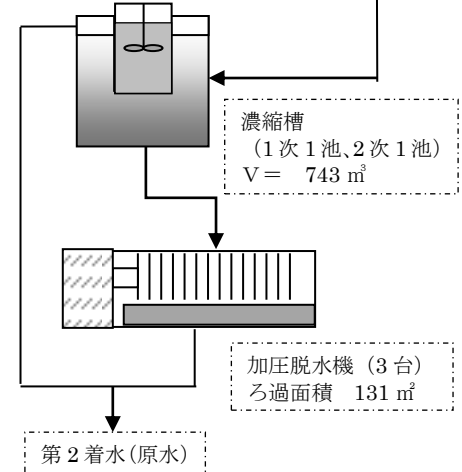 濃縮槽
（1次1池、2次1池）
V＝　743 ㎥
加圧脱水機（3台）
ろ過面積　131 ㎡
第2着水（原水）